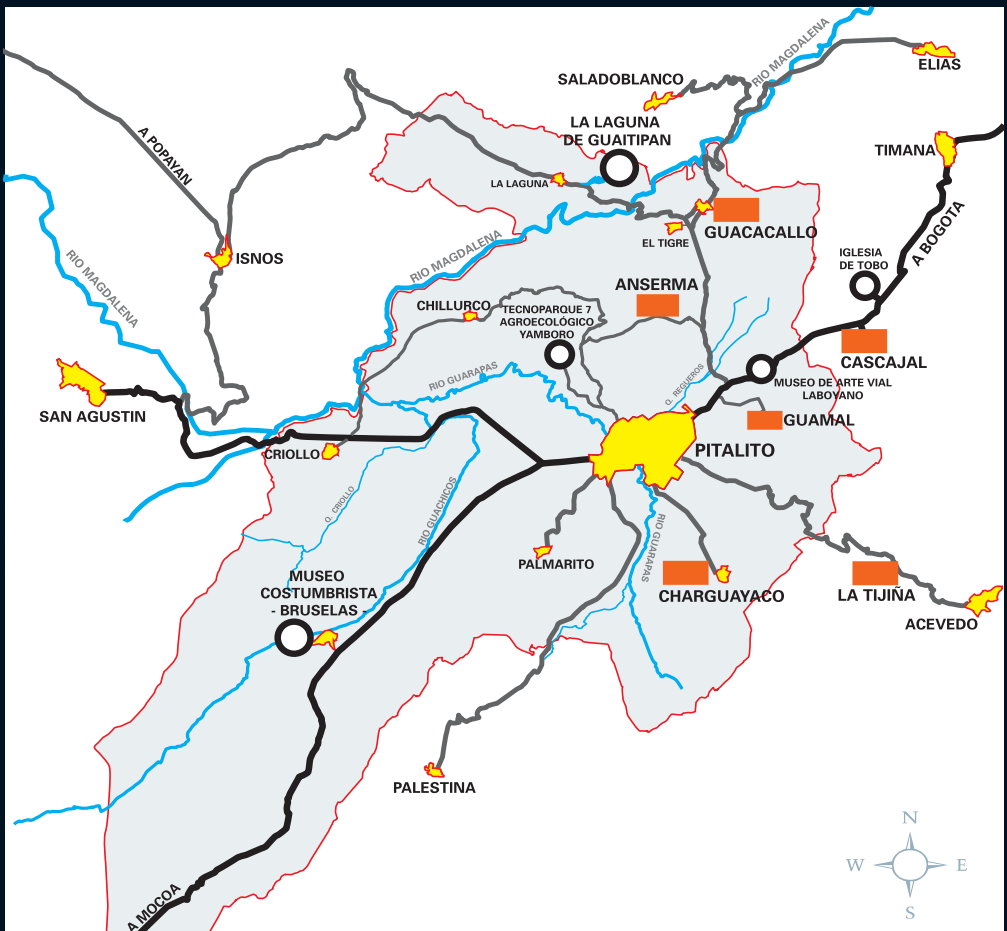 RIO MAGDALENA
ELIAS
SALADOBLANCO
LA LAGUNA
DE GUAITIPAN
A POPAYAN
TIMANA
LA LAGUNA
GUACACALLO
EL TIGRE
A BOGOTA
RIO MAGDALENA
ISNOS
RIO MAGDALENA
IGLESIA
DE TOBO
ANSERMA
CHILLURCO
TECNOPARQUE 7
AGROECOLÓGICO
YAMBORO
CASCAJAL
RIO GUARAPAS
Q. REGUEROS
MUSEO DE ARTE VIAL
LABOYANO
SAN AGUSTIN
GUAMAL
CRIOLLO
PITALITO
Q. CRIOLLO
RIO GUACHICOS
RIO GUARAPAS
PALMARITO
MUSEO
COSTUMBRISTA
- BRUSELAS -
CHARGUAYACO
LA TIJIÑA
ACEVEDO
PALESTINA
N
W
E
S
A MOCOA